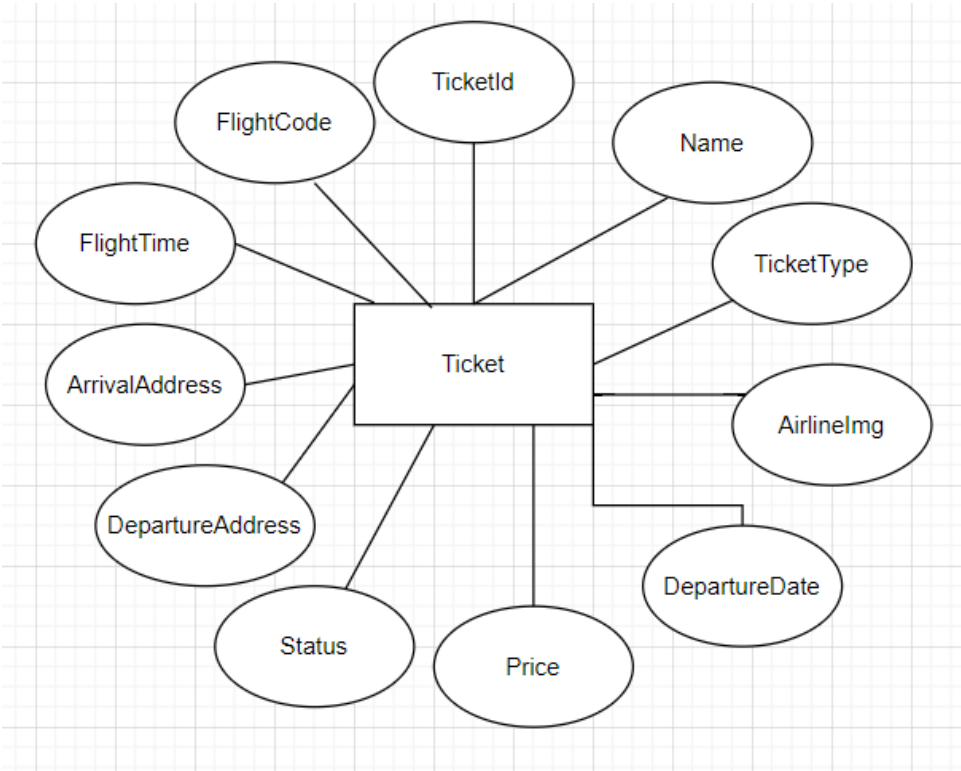 TicketId
FlightCode
Name
FlightTime
TicketType
Ticket
ArrivalAddress
AirlineImg
DepartureAddress
DepartureDate
Status
Price